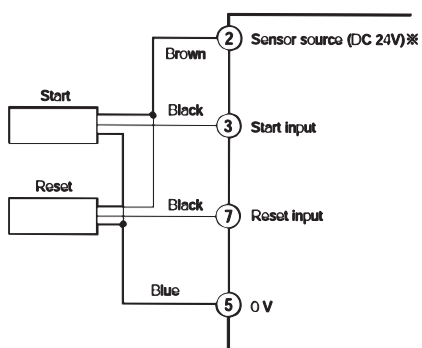 ② Sensor source (DC 24V)※
Brown
Start
Black
③ Start input
Reset
Black
⑦ Reset input
Blue
⑤ 0 V